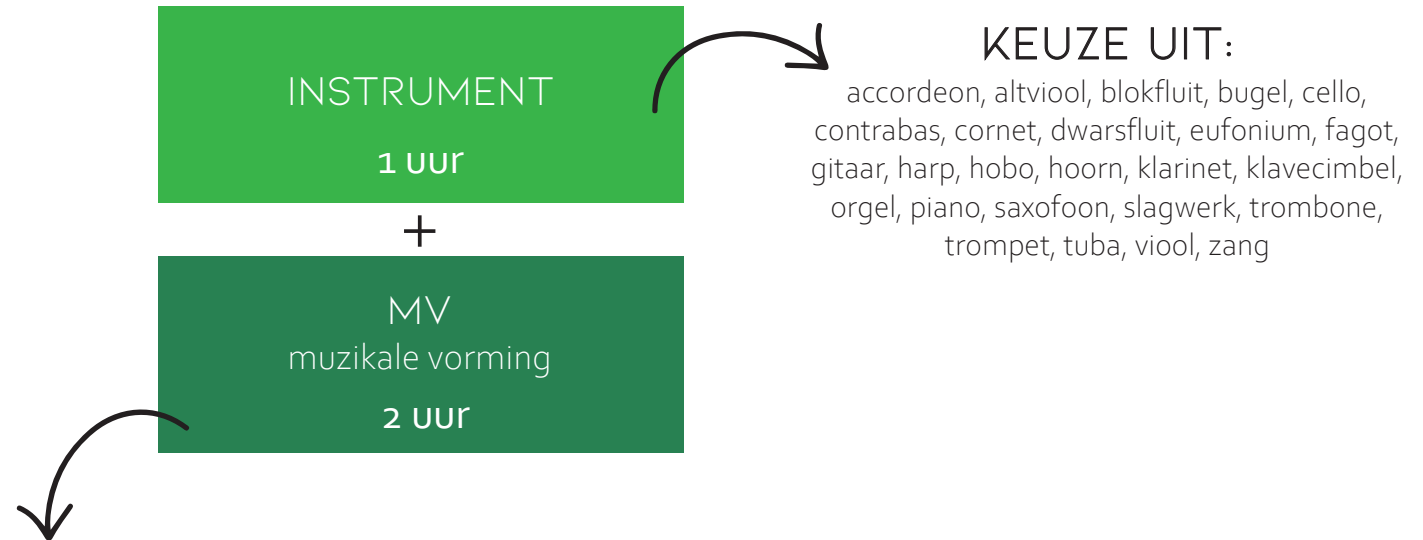 INSTRUMENT
1 uur
+
MV
muzikale vorming
2 uur
KEUZE UIT:
accordeon, altviool, blokfluit, bugel, cello,
contrabas, cornet, dwarsfluit, eufonium, fagot,
gitaar, harp, hobo, hoorn, klarinet, klavecimbel,
orgel, piano, saxofoon, slagwerk, trombone,
trompet, tuba, viool, zang